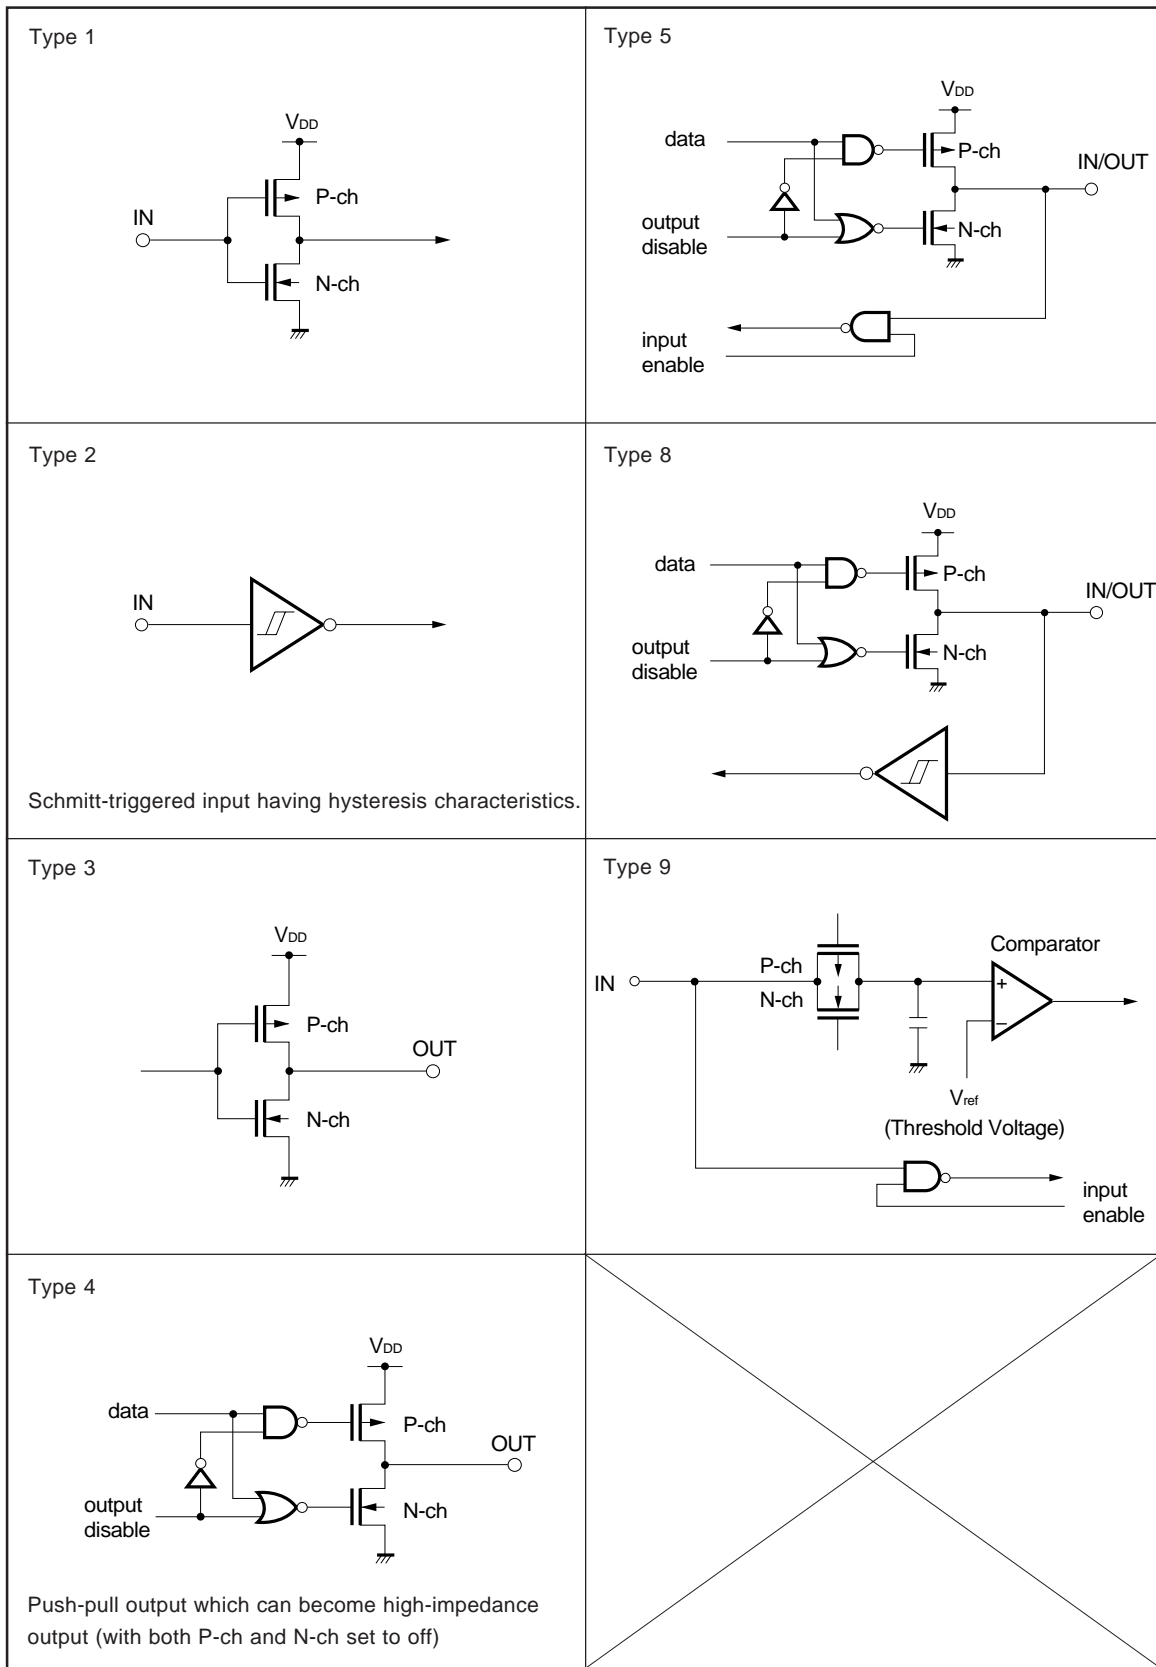 Type 1
VDD
P-ch
IN
N-ch
Type 5
VDD
data
P-ch
IN/OUT
output
disable
N-ch
input
enable
Type 2
IN
Schmitt-triggered input having hysteresis characteristics.
Type 8
VDD
data
P-ch
IN/OUT
output
disable
N-ch
Type 3
VDD
P-ch
OUT
N-ch
Type 9
Comparator
P-ch
IN
N-ch
+
−
Vref
(Threshold Voltage)
input
enable
Type 4
VDD
data
P-ch
OUT
output
disable
N-ch
Push-pull output which can become high-impedance
output (with both P-ch and N-ch set to off)